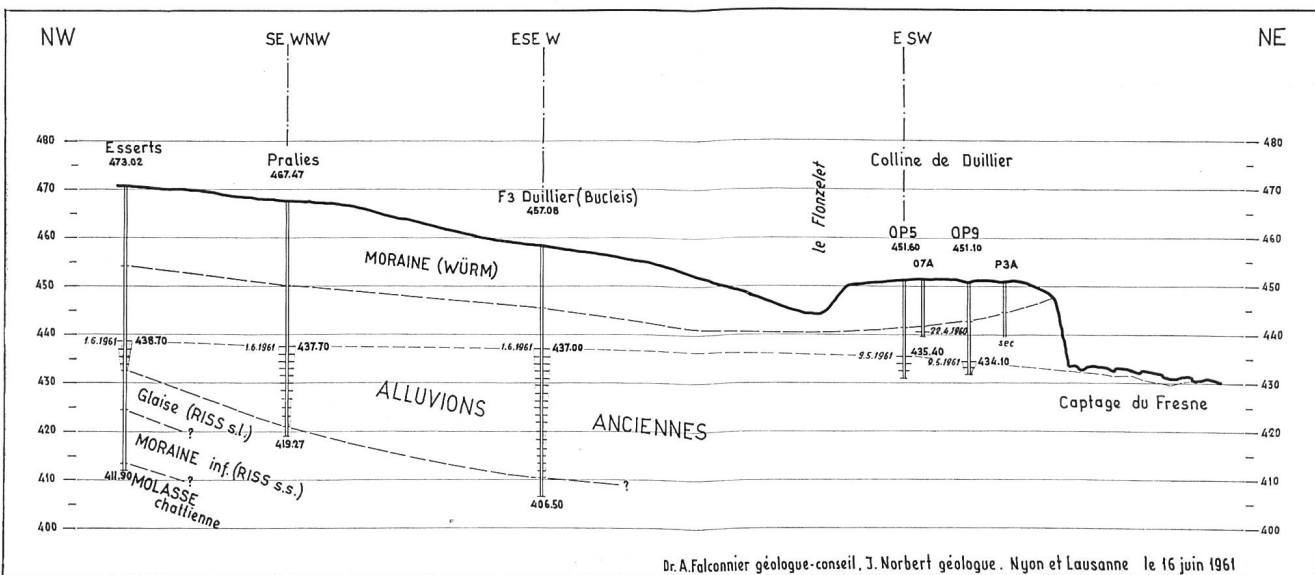 NW
SE WNW
ESE W
E SW
NE
480
470
460
450
440
430
420
410
400
480
470
460
450
440
430
420
410
400
Esserts
473.02
Pralies
467.47
F3 Duillier (Bucleis)
457.08
le Flonzelet
Colline de Duillier
OP5
451.60
O7A
OP9
451.10
P3A
MORAINE (WÜRM)
1.6.1961
438.70
1.6.1961
437.70
1.6.1961
437.00
22.4.1960
sec
9.5.1961
435.40
9.5.1961
434.10
Glaise (RISS s.l.)
?
ALLUVIONS
ANCIENNES
419.27
MORAINE inf. (RISS s.s.)
?
411.90
MOLASSE
chattienne
406.50
?
Captage du Fresne
Dr. A. Falconnier géologue-conseil, J. Norbert géologue. Nyon et Lausanne le 16 juin 1961